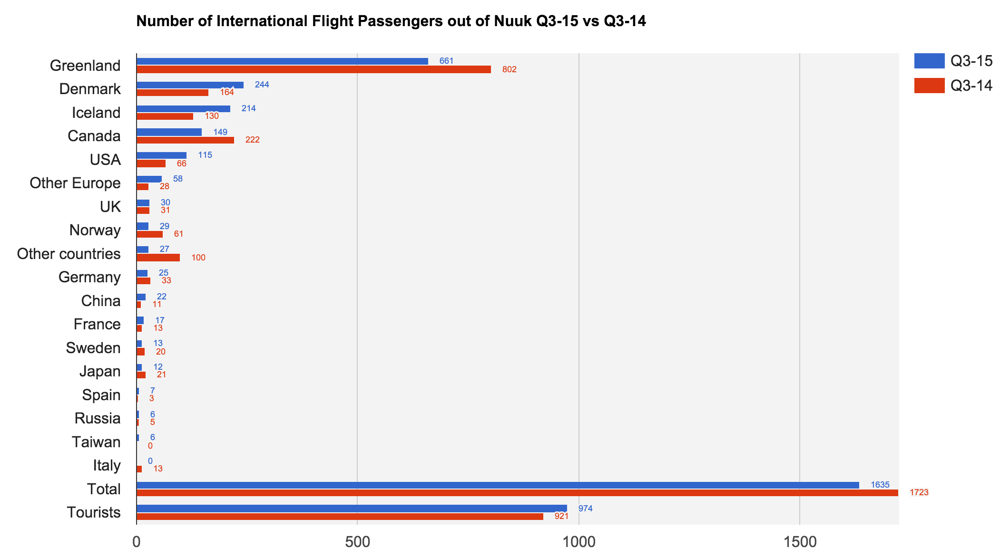 Number of International Flight Passengers out of Nuuk Q3-15 vs Q3-14
Q3-15
Q3-14
Greenland 661 802
Denmark 244 164
Iceland 214 130
Canada 149 222
USA 115 66
Other Europe 58 28
UK 30 31
Norway 29 61
Other countries 27 100
Germany 25 33
China 22 11
France 17 13
Sweden 13 20
Japan 12 21
Spain 7 3
Russia 6 5
Taiwan 6 0
Italy 0 13
Total 1635 1723
Tourists 974 921
0 500 1000 1500